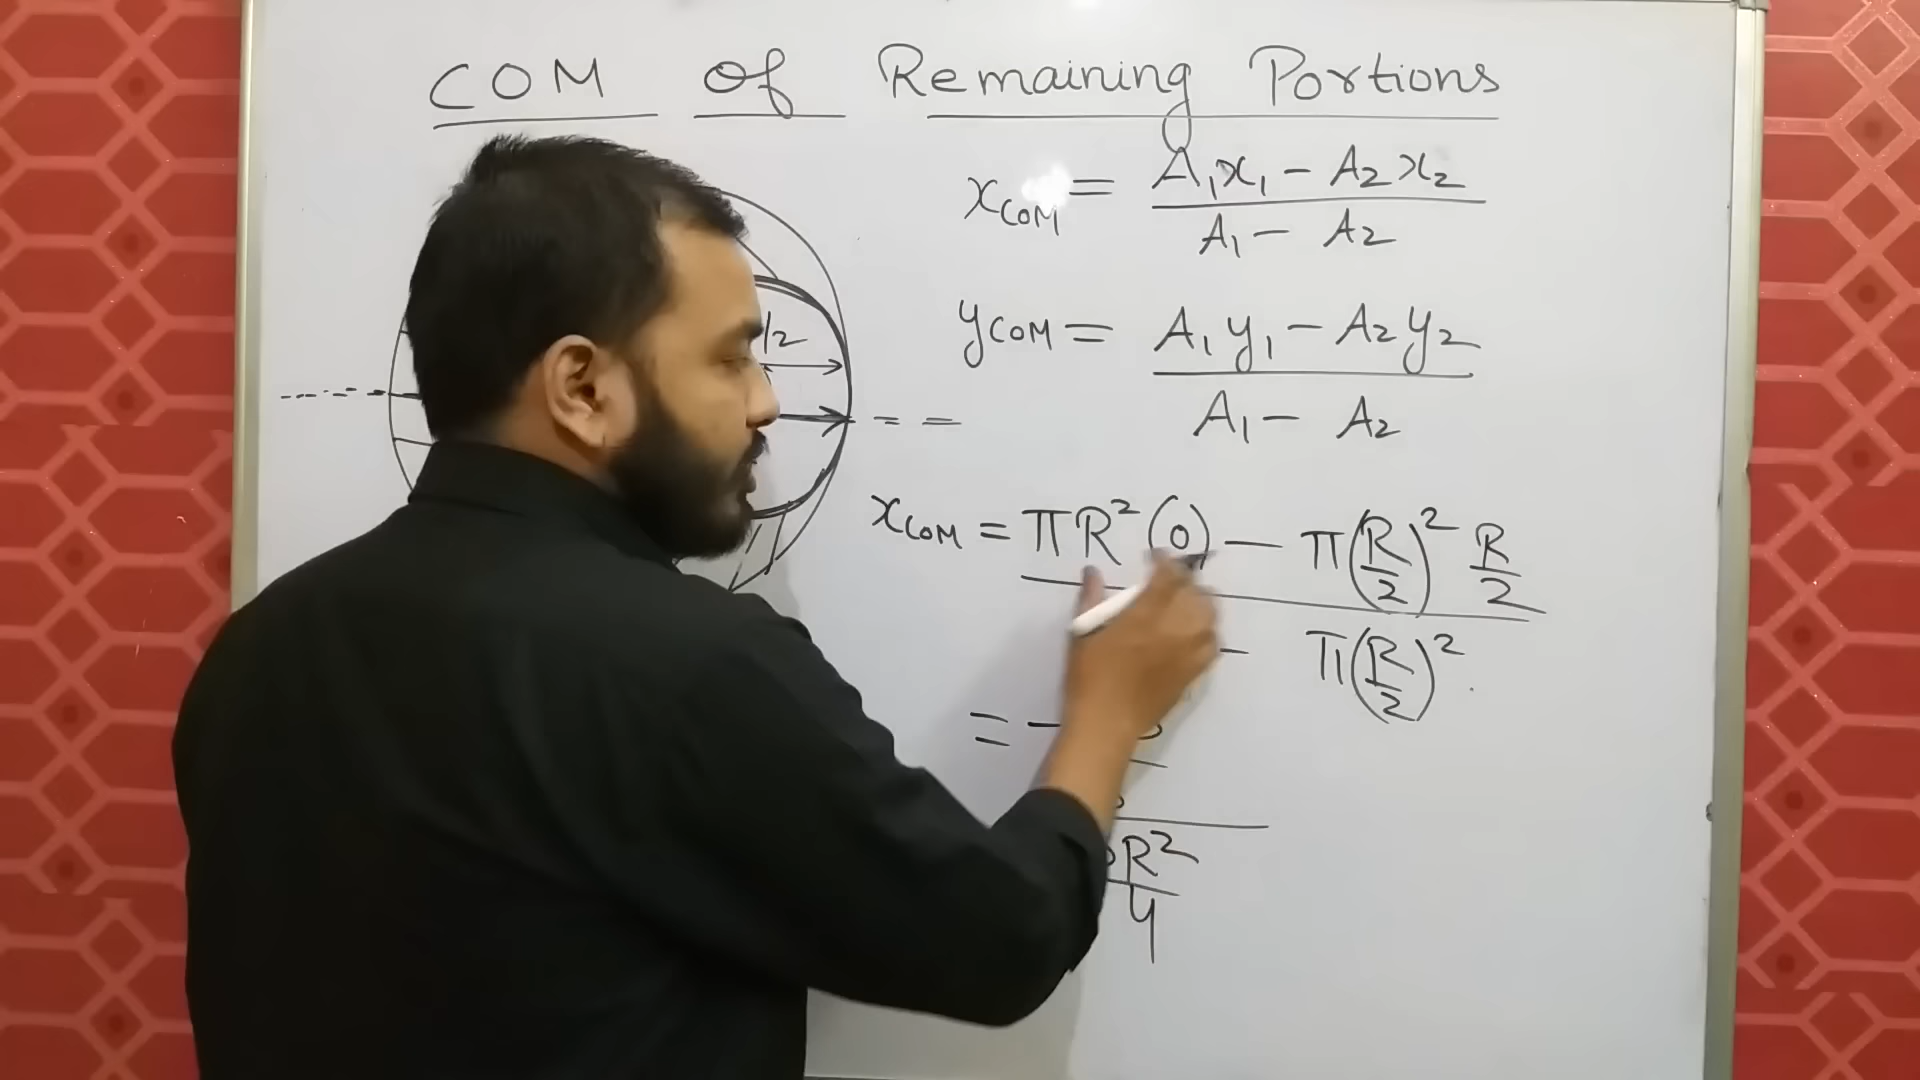 COM Of Remaining Portions
x_COM = (A₁x₁ - A₂x₂) / (A₁ - A₂)
/2
y_COM = (A₁y₁ - A₂y₂) / (A₁ - A₂)
x_COM = πR²(0) - π(R/2)² R/2
- π(R/2)²
= -
R²
4